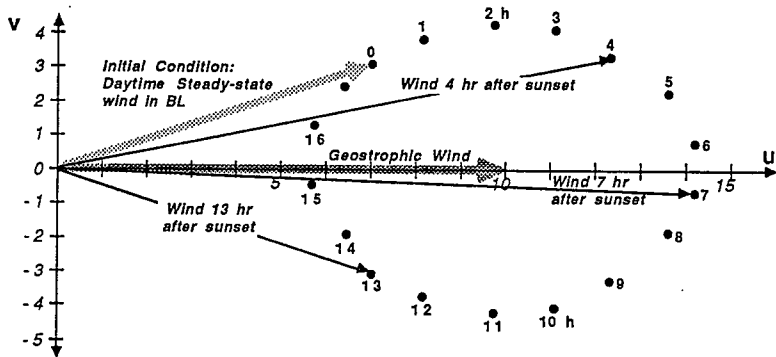 V
4
3
2
1
0
-1
-2
-3
-4
-5
Initial Condition:
Daytime Steady-state
wind in BL
0
1
2 h
3
4
5
6
7
8
9
10 h
11
12
13
14
15
16
Wind 4 hr after sunset
Geostrophic Wind
U
5
10
15
Wind 7 hr
after sunset
Wind 13 hr
after sunset